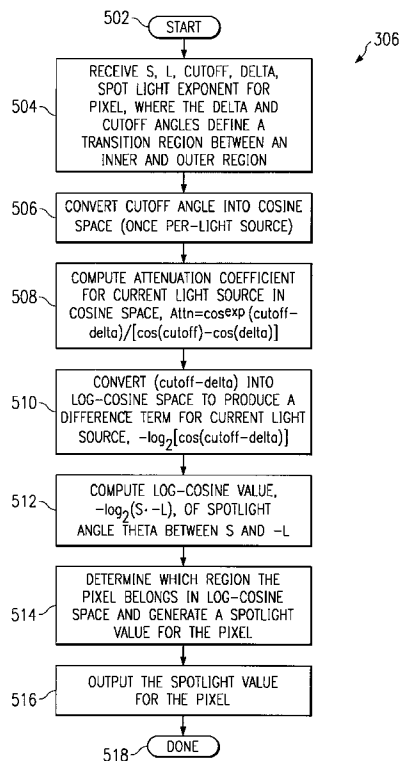 502
START
306
504
RECEIVE S, L, CUTOFF, DELTA,
SPOT LIGHT EXPONENT FOR
PIXEL, WHERE THE DELTA AND
CUTOFF ANGLES DEFINE A
TRANSITION REGION BETWEEN AN
INNER AND OUTER REGION
506
CONVERT CUTOFF ANGLE INTO COSINE
SPACE (ONCE PER-LIGHT SOURCE)
508
COMPUTE ATTENUATION COEFFICIENT
FOR CURRENT LIGHT SOURCE IN
COSINE SPACE, Attn=cos^exp (cutoff-
delta)/[cos(cutoff)-cos(delta)]
510
CONVERT (cutoff-delta) INTO
LOG-COSINE SPACE TO PRODUCE A
DIFFERENCE TERM FOR CURRENT LIGHT
SOURCE, -log₂[cos(cutoff-delta)]
512
COMPUTE LOG-COSINE VALUE,
-log₂(S·-L), OF SPOTLIGHT
ANGLE THETA BETWEEN S AND -L
514
DETERMINE WHICH REGION THE
PIXEL BELONGS IN LOG-COSINE
SPACE AND GENERATE A SPOTLIGHT
VALUE FOR THE PIXEL
516
OUTPUT THE SPOTLIGHT VALUE
FOR THE PIXEL
518
DONE